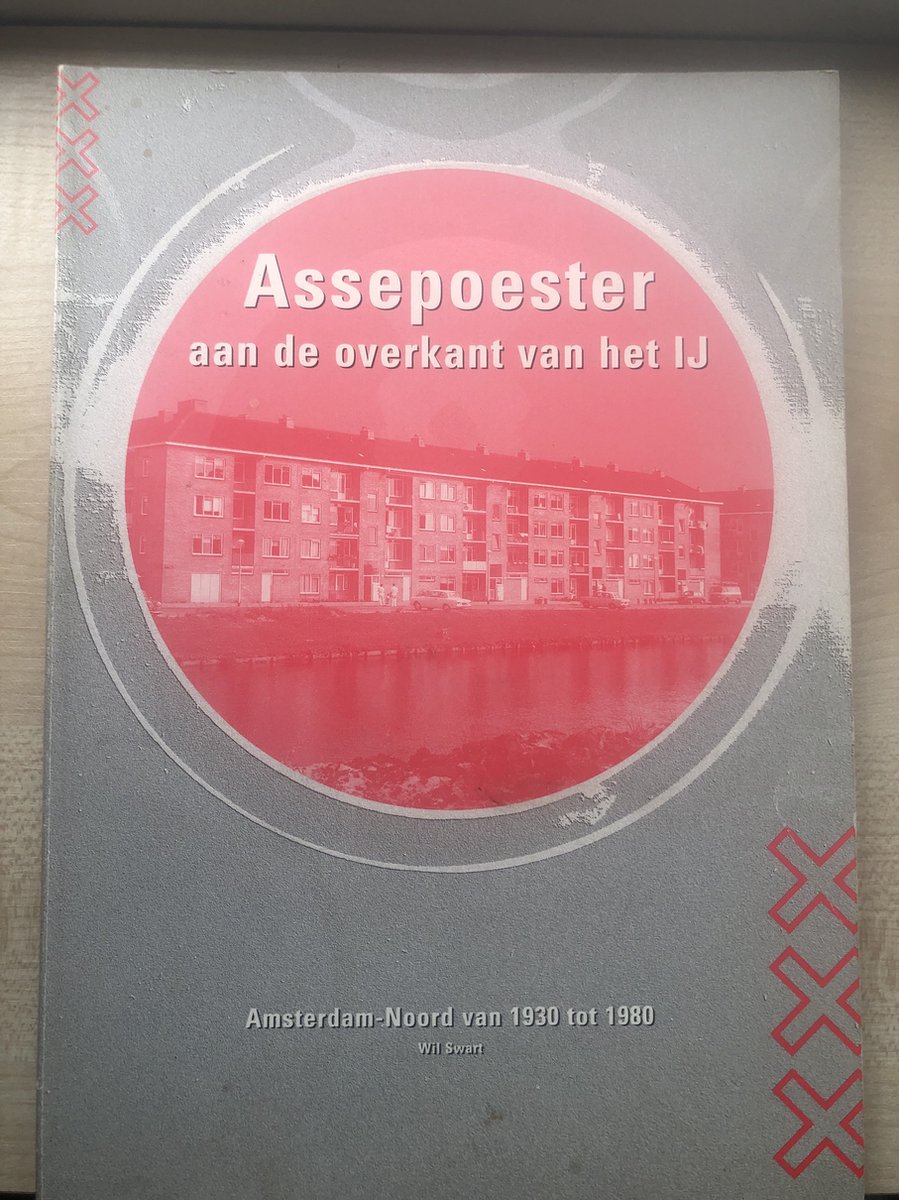 Assepoester
aan de overkant van het IJ
Amsterdam-Noord van 1930 tot 1980
Wil Swart